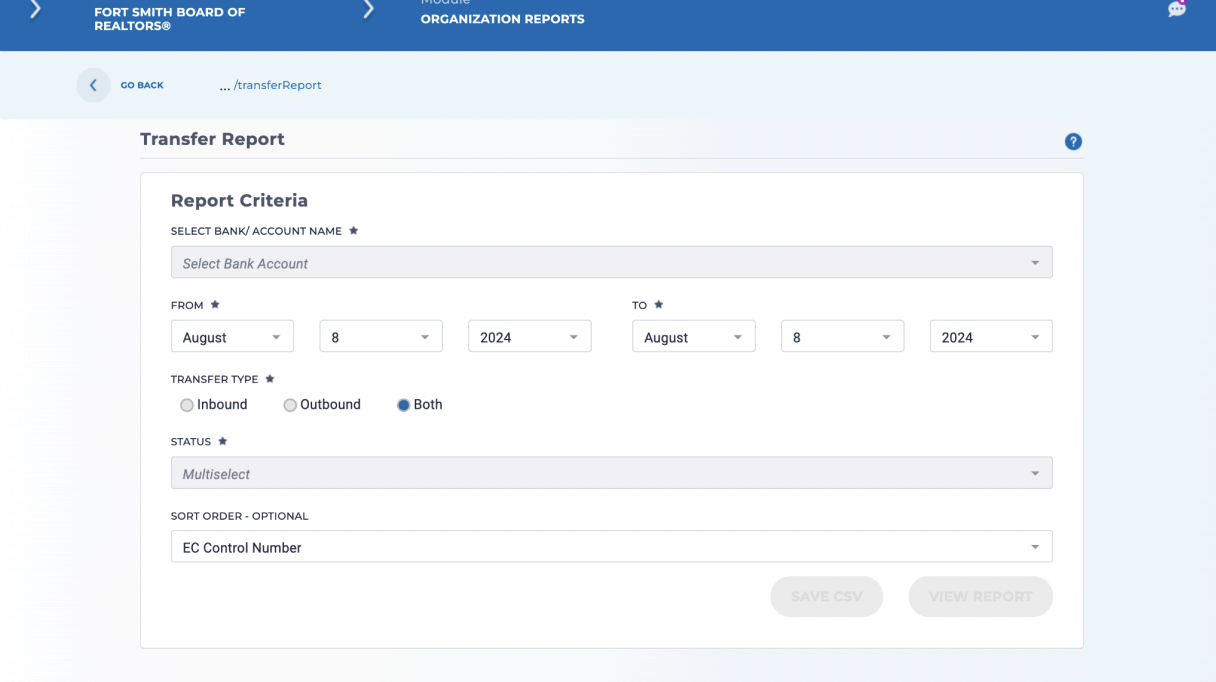 Module
FORT SMITH BOARD OF
REALTORS®
ORGANIZATION REPORTS
GO BACK
... /transferReport
Transfer Report
?
Report Criteria
SELECT BANK/ ACCOUNT NAME ★
Select Bank Account
FROM ★
TO ★
August 8 2024
August 8 2024
TRANSFER TYPE ★
Inbound Outbound Both
STATUS ★
Multiselect
SORT ORDER - OPTIONAL
EC Control Number
SAVE CSV VIEW REPORT